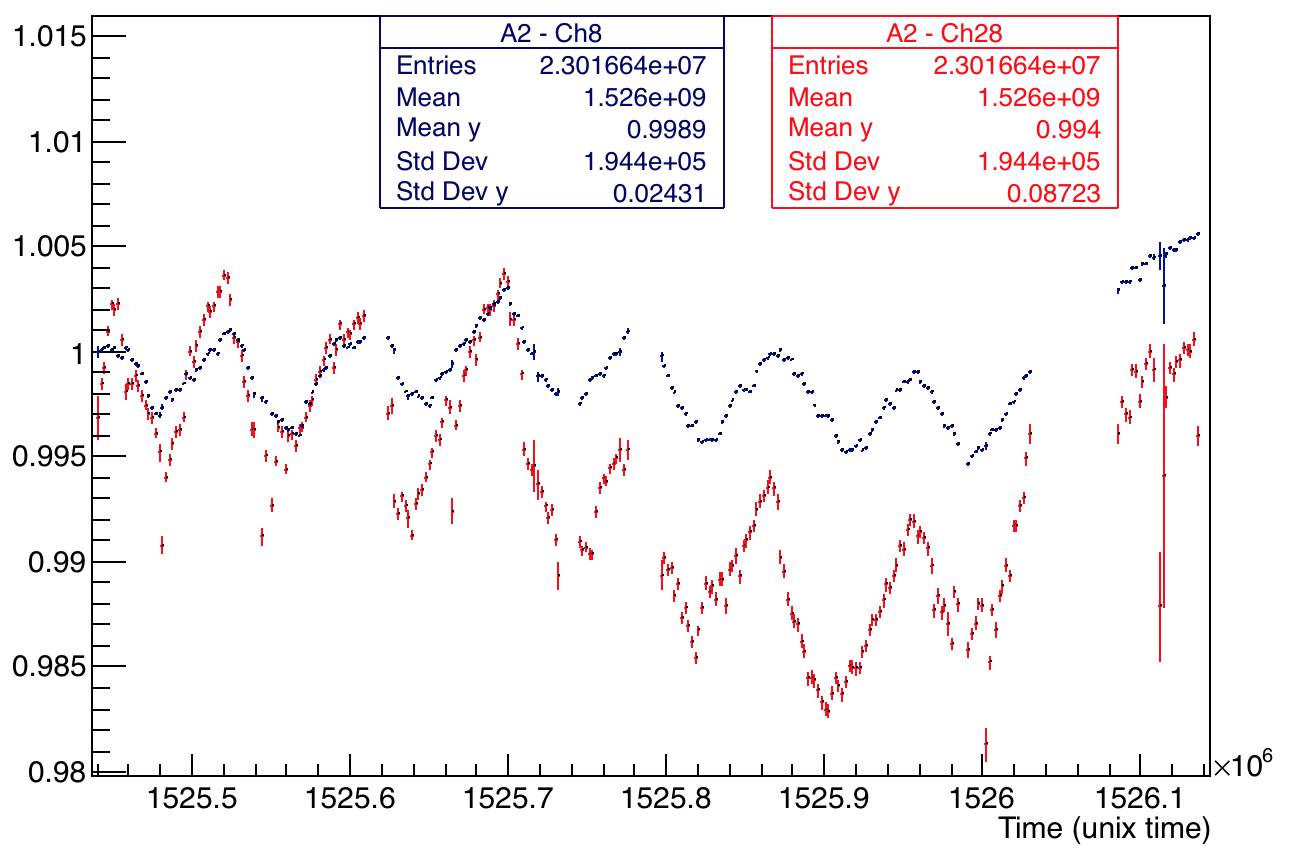 A2 - Ch8
Entries 2.301664e+07
Mean 1.526e+09
Mean y 0.9989
Std Dev 1.944e+05
Std Dev y 0.02431
A2 - Ch28
Entries 2.301664e+07
Mean 1.526e+09
Mean y 0.994
Std Dev 1.944e+05
Std Dev y 0.08723
1.015
1.01
1.005
1
0.995
0.99
0.985
0.98
1525.5 1525.6 1525.7 1525.8 1525.9 1526 1526.1
×10⁶
Time (unix time)